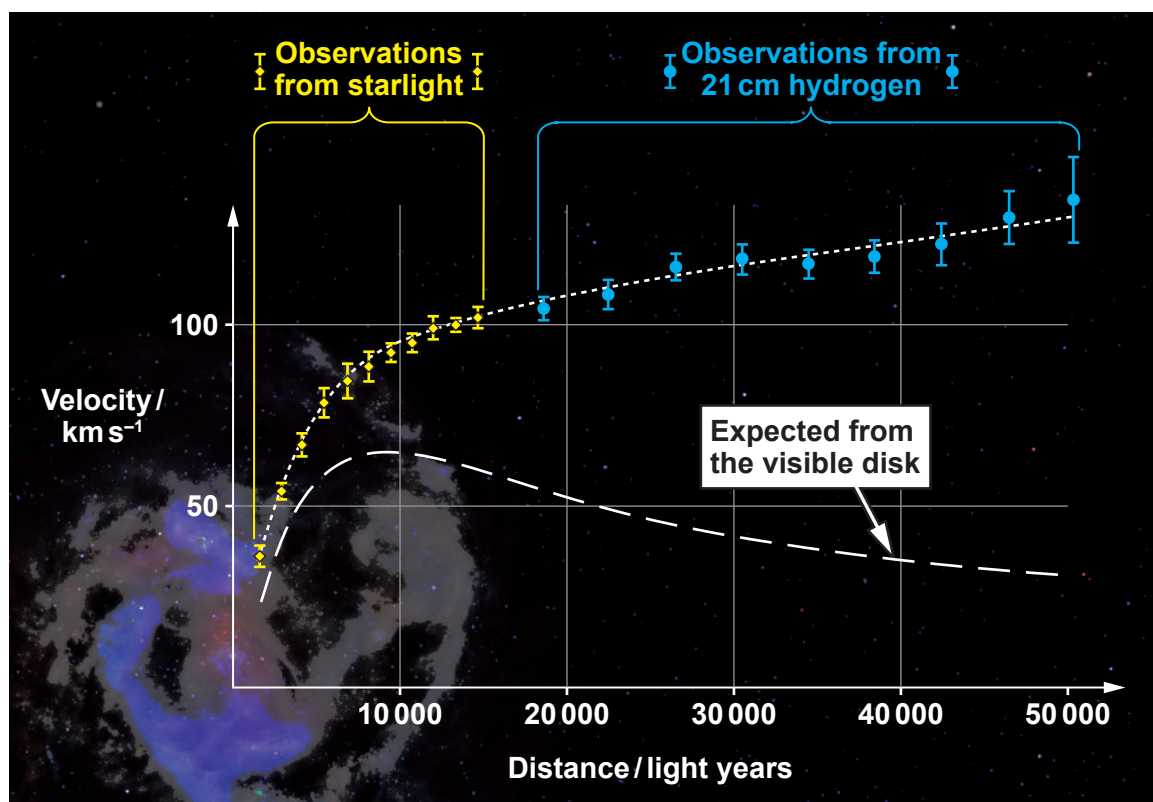 Observations
from starlight
Observations from
21 cm hydrogen
100
Velocity /
km s⁻¹
50
Expected from
the visible disk
10 000
20 000
30 000
40 000
50 000
Distance / light years